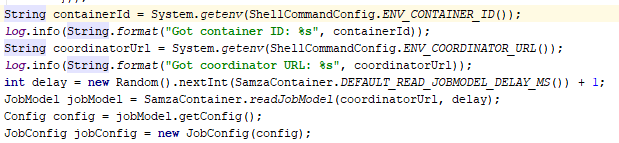 String containerId = System.getenv(ShellCommandConfig.ENV_CONTAINER_ID());
log.info(String.format("Got container ID: %s", containerId));
String coordinatorUrl = System.getenv(ShellCommandConfig.ENV_COORDINATOR_URL());
log.info(String.format("Got coordinator URL: %s", coordinatorUrl));
int delay = new Random().nextInt(SamzaContainer.DEFAULT_READ_JOBMODEL_DELAY_MS()) + 1;
JobModel jobModel = SamzaContainer.readJobModel(coordinatorUrl, delay);
Config config = jobModel.getConfig();
JobConfig jobConfig = new JobConfig(config);